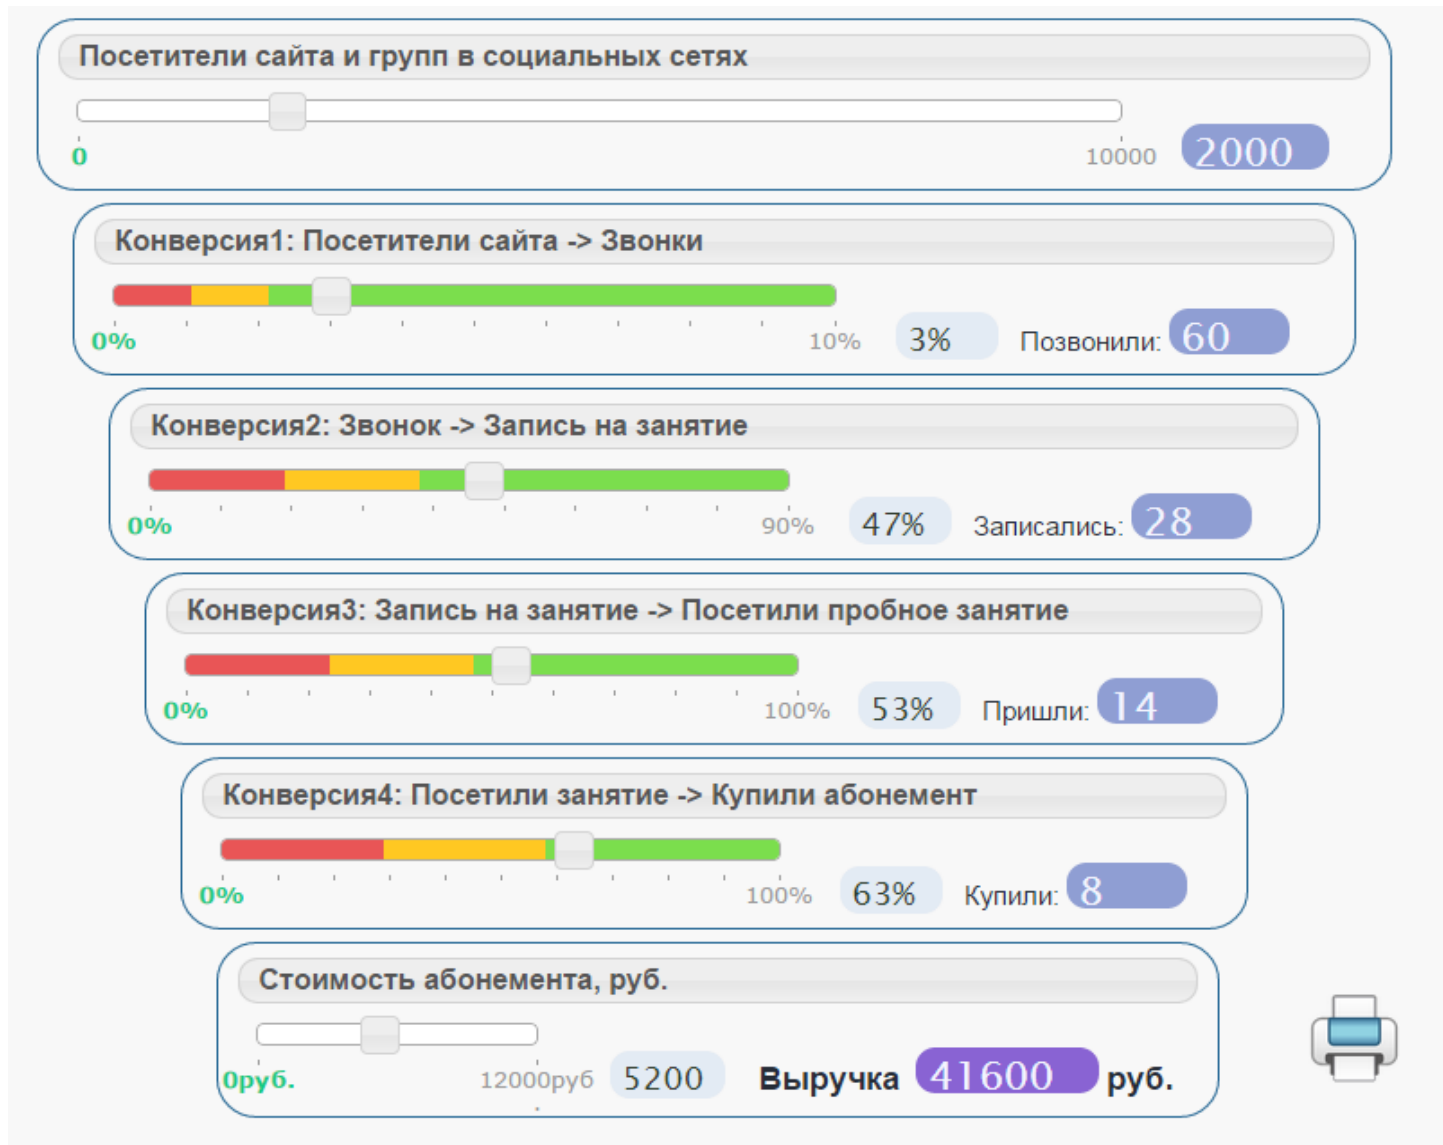 Посетители сайта и групп в социальных сетях
0 10000 2000
Конверсия1: Посетители сайта -> Звонки
0% 10% 3% Позвонили: 60
Конверсия2: Звонок -> Запись на занятие
0% 90% 47% Записались: 28
Конверсия3: Запись на занятие -> Посетили пробное занятие
0% 100% 53% Пришли: 14
Конверсия4: Посетили занятие -> Купили абонемент
0% 100% 63% Купили: 8
Стоимость абонемента, руб.
0руб. 12000руб 5200 Выручка 41600 руб.